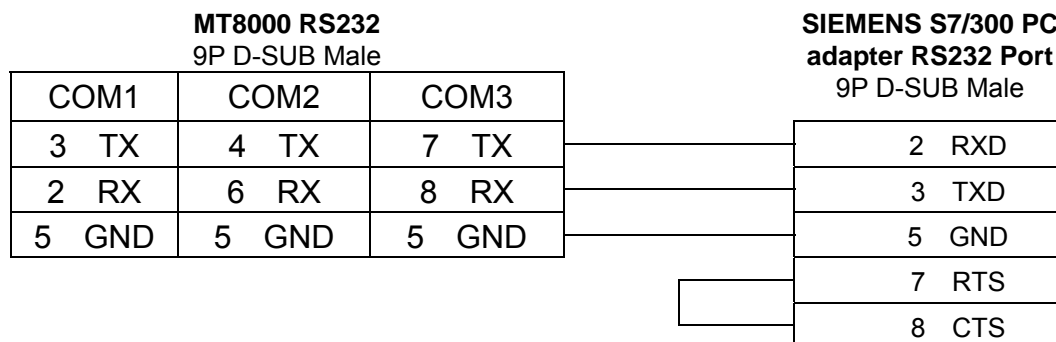 MT8000 RS232
9P D-SUB Male
COM1 COM2 COM3
3 TX 4 TX 7 TX
2 RX 6 RX 8 RX
5 GND 5 GND 5 GND
SIEMENS S7/300 PC
adapter RS232 Port
9P D-SUB Male
2 RXD
3 TXD
5 GND
7 RTS
8 CTS